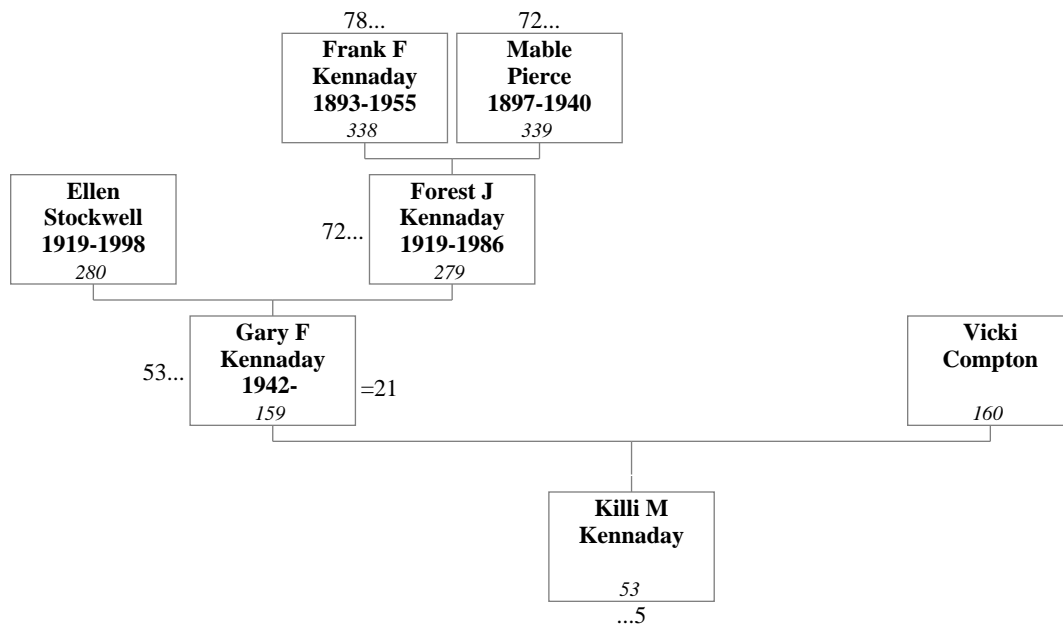 78...
72...
Frank F
Kennaday
1893-1955
338
Mable
Pierce
1897-1940
339
Ellen
Stockwell
1919-1998
280
72...
Forest J
Kennaday
1919-1986
279
53...
Gary F
Kennaday
1942-
159
=21
Vicki
Compton
160
Killi M
Kennaday
53
...5